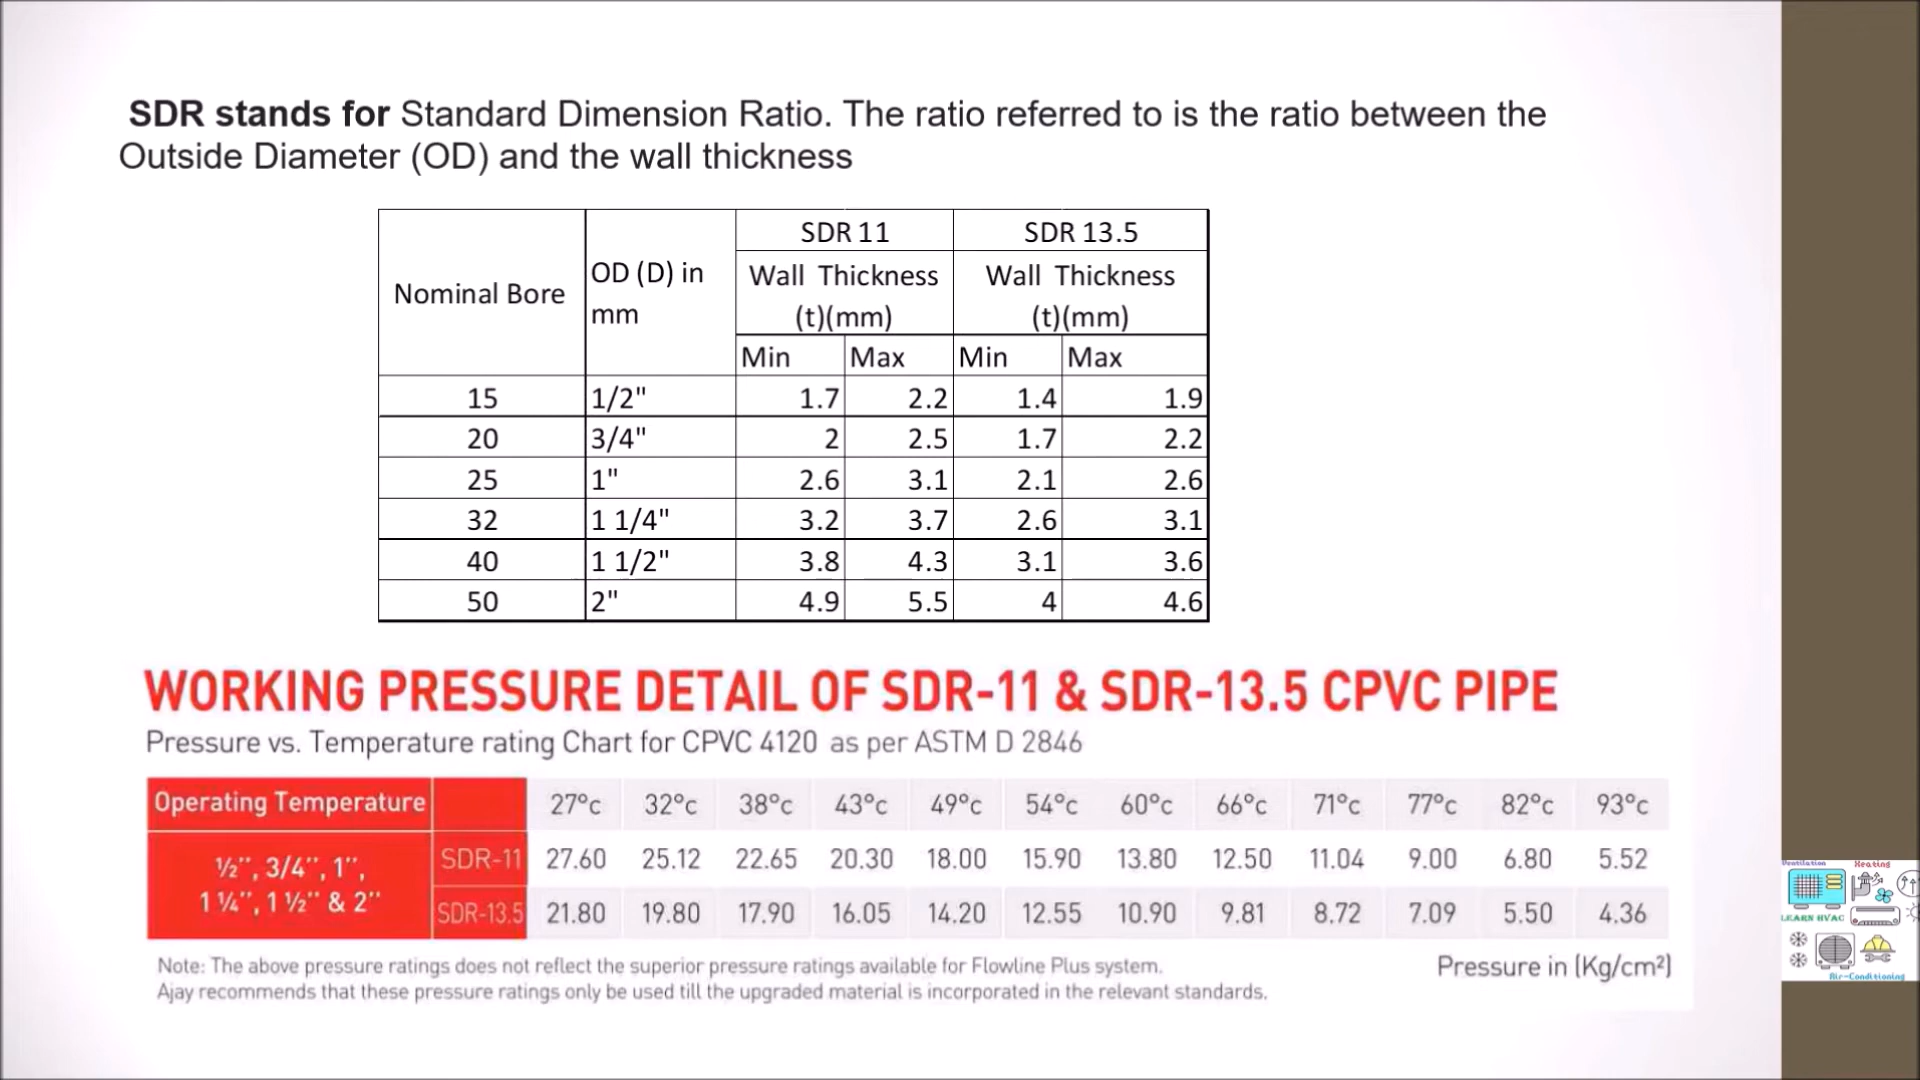 SDR stands for Standard Dimension Ratio. The ratio referred to is the ratio between the
Outside Diameter (OD) and the wall thickness
Nominal Bore OD (D) in mm SDR 11 SDR 13.5
Wall Thickness (t)(mm) Wall Thickness (t)(mm)
Min Max Min Max
15 1/2" 1.7 2.2 1.4 1.9
20 3/4" 2 2.5 1.7 2.2
25 1" 2.6 3.1 2.1 2.6
32 1 1/4" 3.2 3.7 2.6 3.1
40 1 1/2" 3.8 4.3 3.1 3.6
50 2" 4.9 5.5 4 4.6
WORKING PRESSURE DETAIL OF SDR-11 & SDR-13.5 CPVC PIPE
Pressure vs. Temperature rating Chart for CPVC 4120 as per ASTM D 2846
Operating Temperature 27°c 32°c 38°c 43°c 49°c 54°c 60°c 66°c 71°c 77°c 82°c 93°c
½", 3/4", 1",
1 ¼", 1 ½" & 2"
SDR-11 27.60 25.12 22.65 20.30 18.00 15.90 13.80 12.50 11.04 9.00 6.80 5.52
SDR-13.5 21.80 19.80 17.90 16.05 14.20 12.55 10.90 9.81 8.72 7.09 5.50 4.36
Note: The above pressure ratings does not reflect the superior pressure ratings available for Flowline Plus system.
Ajay recommends that these pressure ratings only be used till the upgraded material is incorporated in the relevant standards.
Pressure in (Kg/cm²)
Ventilation Heating
LEARN HVAC
Air-Conditioning